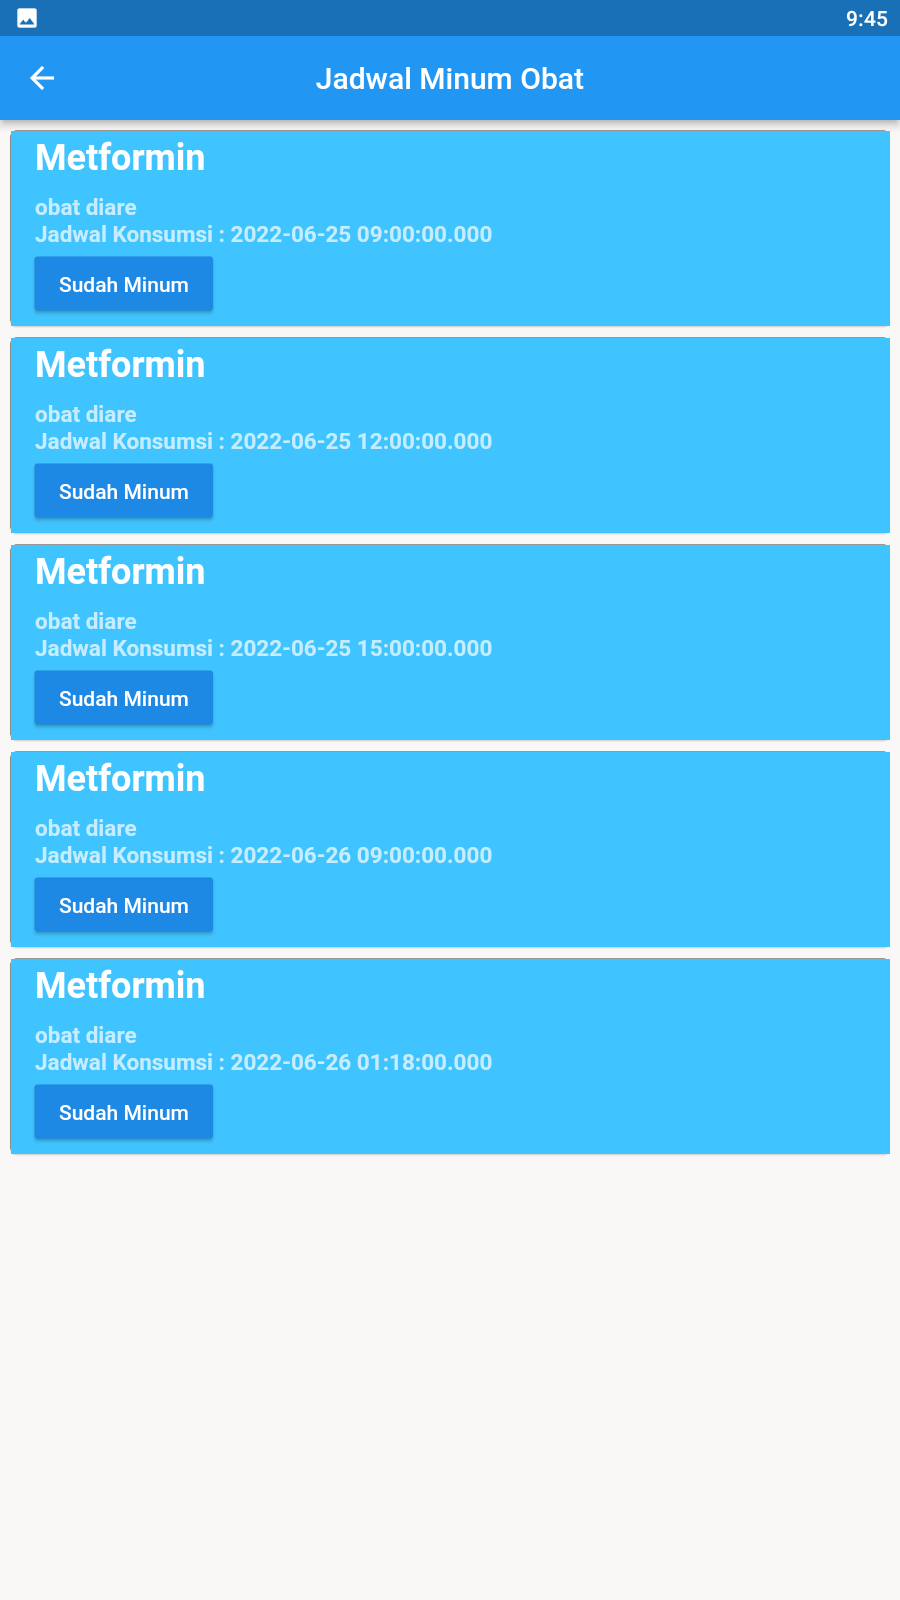 9:45
Jadwal Minum Obat
Metformin
obat diare
Jadwal Konsumsi : 2022-06-25 09:00:00.000
Sudah Minum
Metformin
obat diare
Jadwal Konsumsi : 2022-06-25 12:00:00.000
Sudah Minum
Metformin
obat diare
Jadwal Konsumsi : 2022-06-25 15:00:00.000
Sudah Minum
Metformin
obat diare
Jadwal Konsumsi : 2022-06-26 09:00:00.000
Sudah Minum
Metformin
obat diare
Jadwal Konsumsi : 2022-06-26 01:18:00.000
Sudah Minum